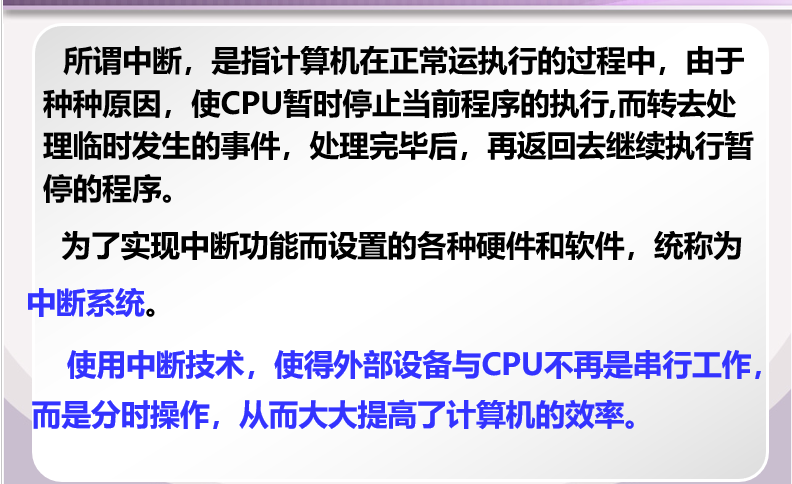 所谓中断，是指计算机在正常运执行的过程中，由于
种种原因，使CPU暂时停止当前程序的执行,而转去处
理临时发生的事件，处理完毕后，再返回去继续执行暂
停的程序。
为了实现中断功能而设置的各种硬件和软件，统称为
中断系统。
使用中断技术，使得外部设备与CPU不再是串行工作，
而是分时操作，从而大大提高了计算机的效率。